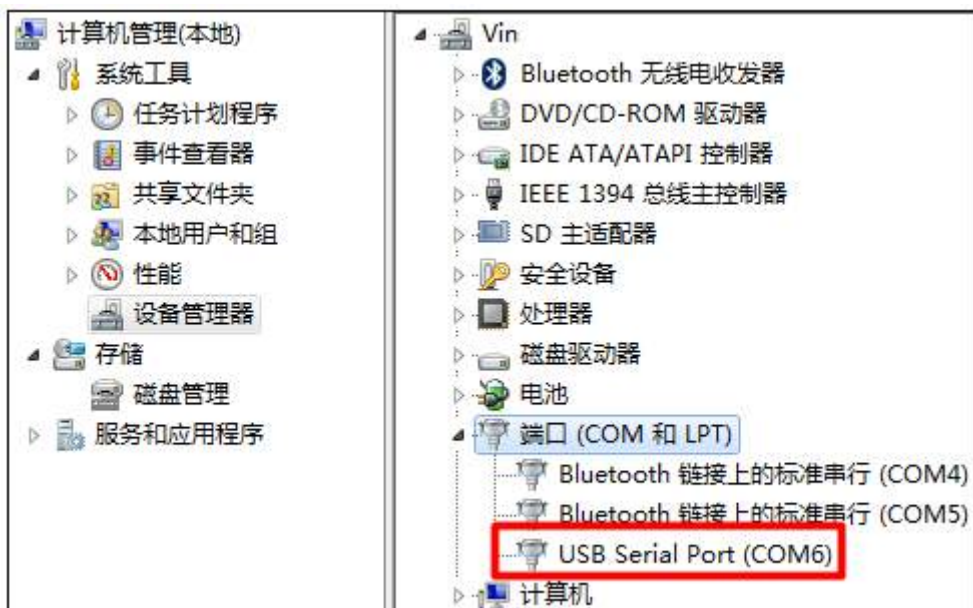 计算机管理(本地)
系统工具
任务计划程序
事件查看器
共享文件夹
本地用户和组
性能
设备管理器
存储
磁盘管理
服务和应用程序
Vin
Bluetooth 无线电收发器
DVD/CD-ROM 驱动器
IDE ATA/ATAPI 控制器
IEEE 1394 总线主控制器
SD 主适配器
安全设备
处理器
磁盘驱动器
电池
端口 (COM 和 LPT)
Bluetooth 链接上的标准串行 (COM4)
Bluetooth 链接上的标准串行 (COM5)
USB Serial Port (COM6)
计算机